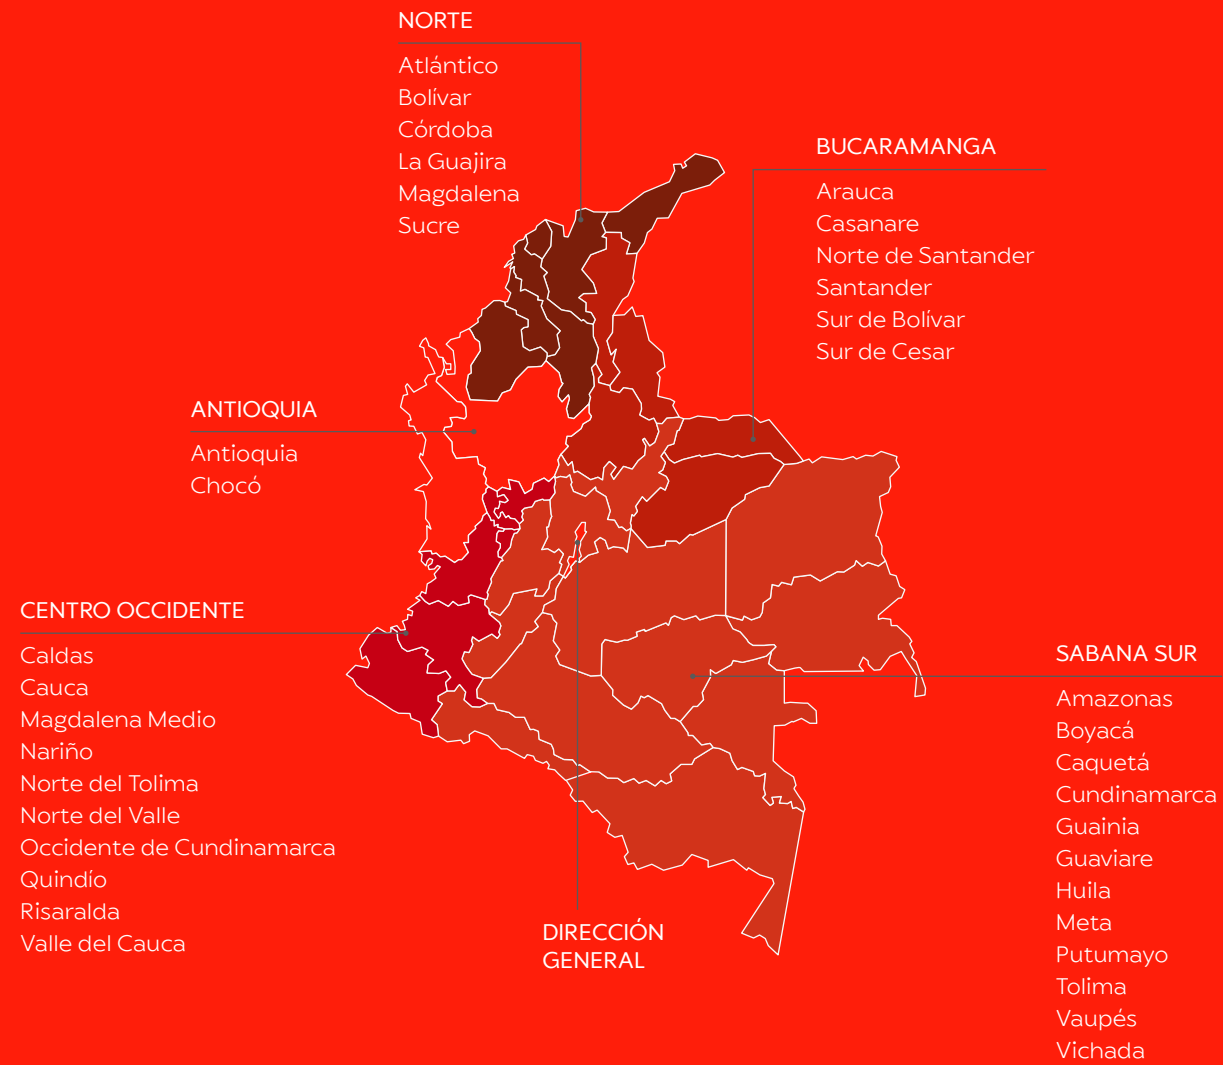 NORTE
Atlántico
Bolívar
Córdoba
La Guajira
Magdalena
Sucre
BUCARAMANGA
Arauca
Casanare
Norte de Santander
Santander
Sur de Bolívar
Sur de Cesar
ANTIOQUIA
Antioquia
Chocó
CENTRO OCCIDENTE
Caldas
Cauca
Magdalena Medio
Nariño
Norte del Tolima
Norte del Valle
Occidente de Cundinamarca
Quindío
Risaralda
Valle del Cauca
DIRECCIÓN
GENERAL
SABANA SUR
Amazonas
Boyacá
Caquetá
Cundinamarca
Guainia
Guaviare
Huila
Meta
Putumayo
Tolima
Vaupés
Vichada